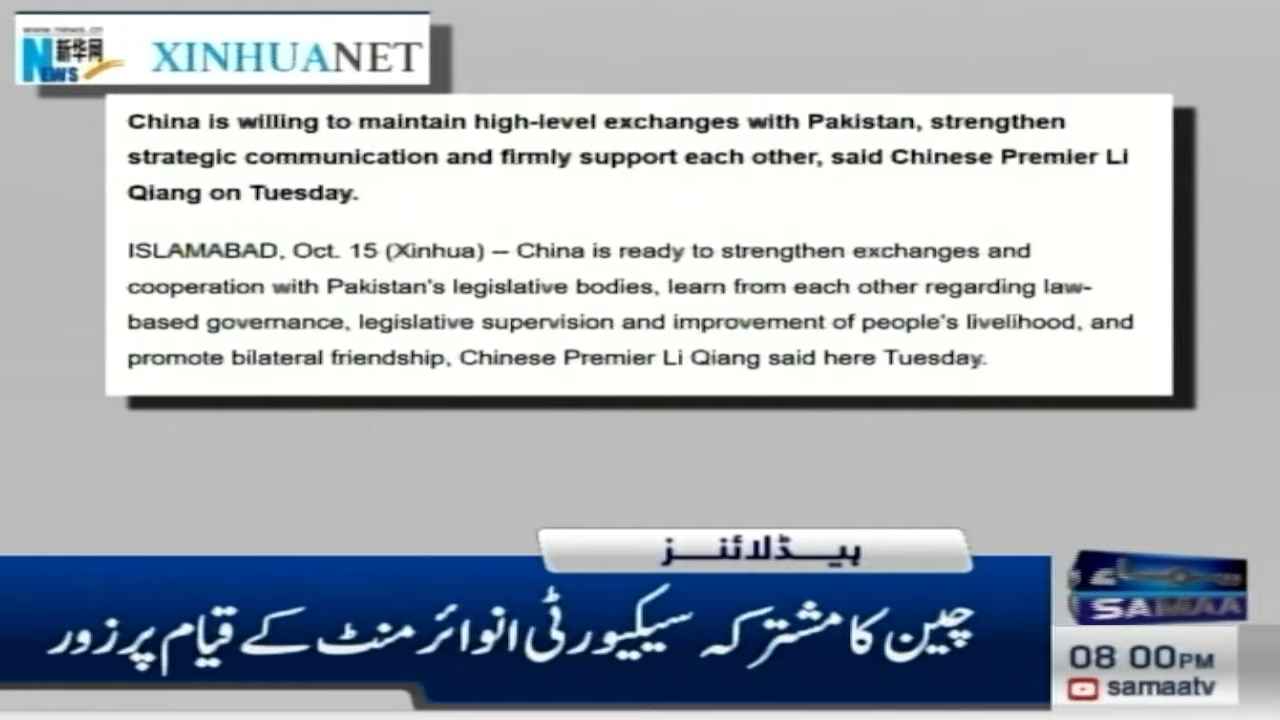 www.news.cn
新华网
NEWS
XINHUANET
China is willing to maintain high-level exchanges with Pakistan, strengthen
strategic communication and firmly support each other, said Chinese Premier Li
Qiang on Tuesday.
ISLAMABAD, Oct. 15 (Xinhua) -- China is ready to strengthen exchanges and
cooperation with Pakistan's legislative bodies, learn from each other regarding law-
based governance, legislative supervision and improvement of people's livelihood, and
promote bilateral friendship, Chinese Premier Li Qiang said here Tuesday.
ہیڈلائنز
چین کا مشترکہ سیکیورٹی انوائرمنٹ کے قیام پر زور
سماء
SAMAA
08 00PM
samaatv